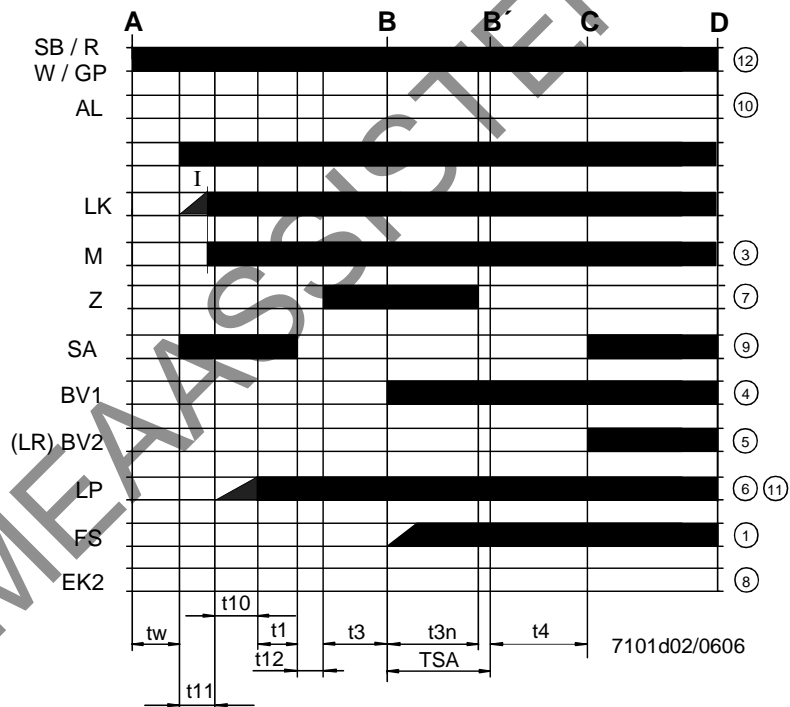 A B B´ C D
SB / R
W / GP
12
AL
10
I
LK
M
3
Z
7
SA
9
BV1
4
(LR) BV2
5
LP
6 11
FS
1
EK2
8
t10
tw t1 t3 t3n t4
7101d02/0606
t12 TSA
t11
MEAASSISTEN